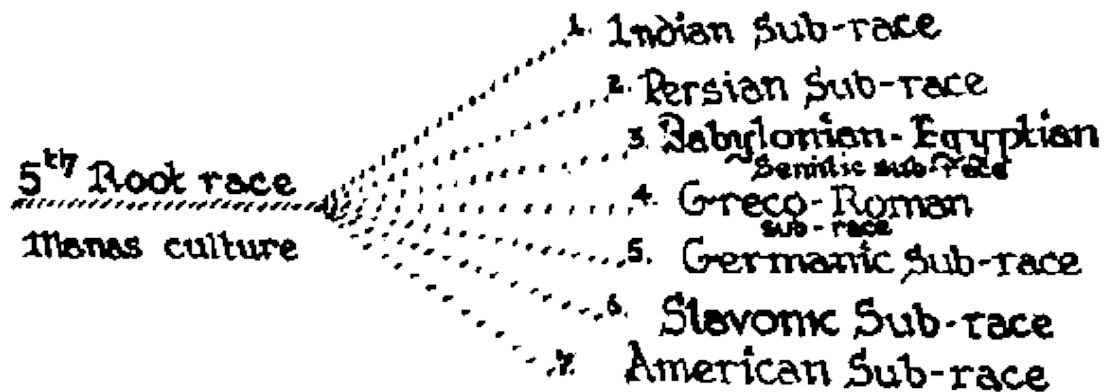 1. Indian Sub-race
2. Persian Sub-race
3. Babylonian-Egyptian
Semitic sub-race
5th Root race
4. Greco-Roman
sub-race
Manas culture
5. Germanic Sub-race
6. Slavonic Sub-race
7. American Sub-race